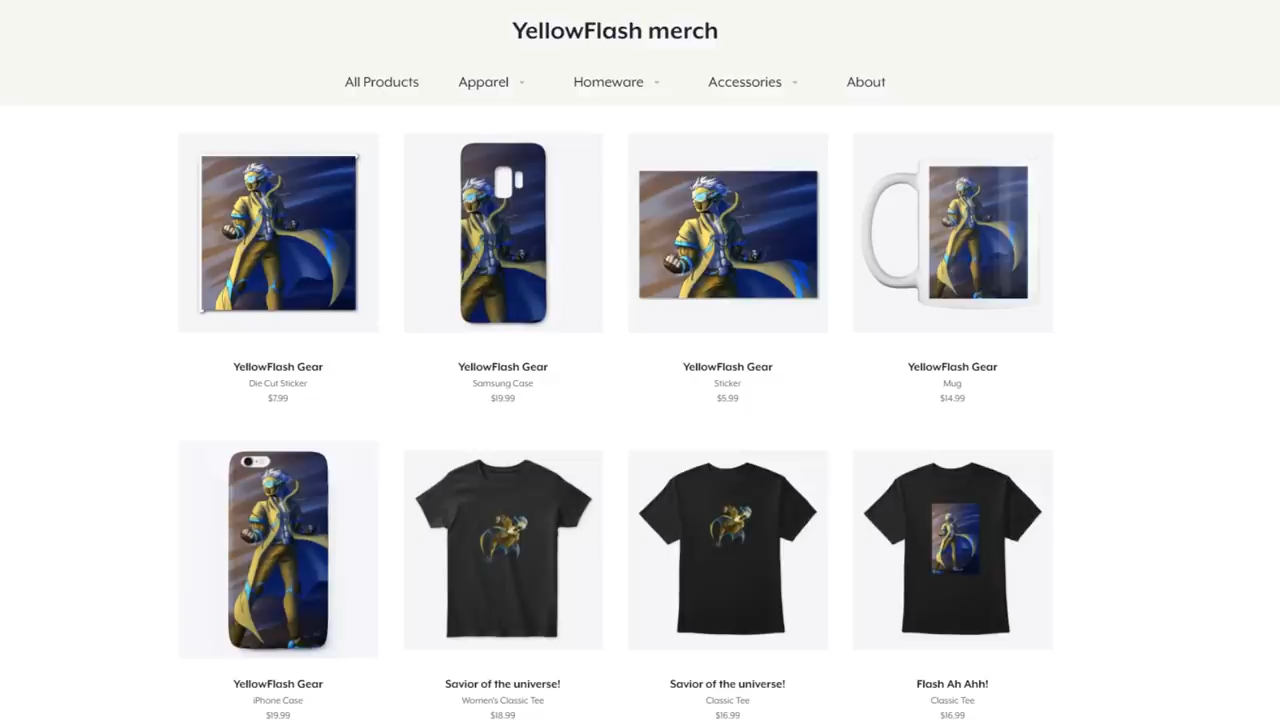 YellowFlash merch
All Products Apparel Homeware Accessories About
YellowFlash Gear YellowFlash Gear YellowFlash Gear YellowFlash Gear
Die Cut Sticker Samsung Case Sticker Mug
$7.99 $19.99 $5.99 $14.99
YellowFlash Gear Savior of the universe! Savior of the universe! Flash Ah Ahh!
iPhone Case Women's Classic Tee Classic Tee Classic Tee
$19.99 $18.99 $16.99 $16.99